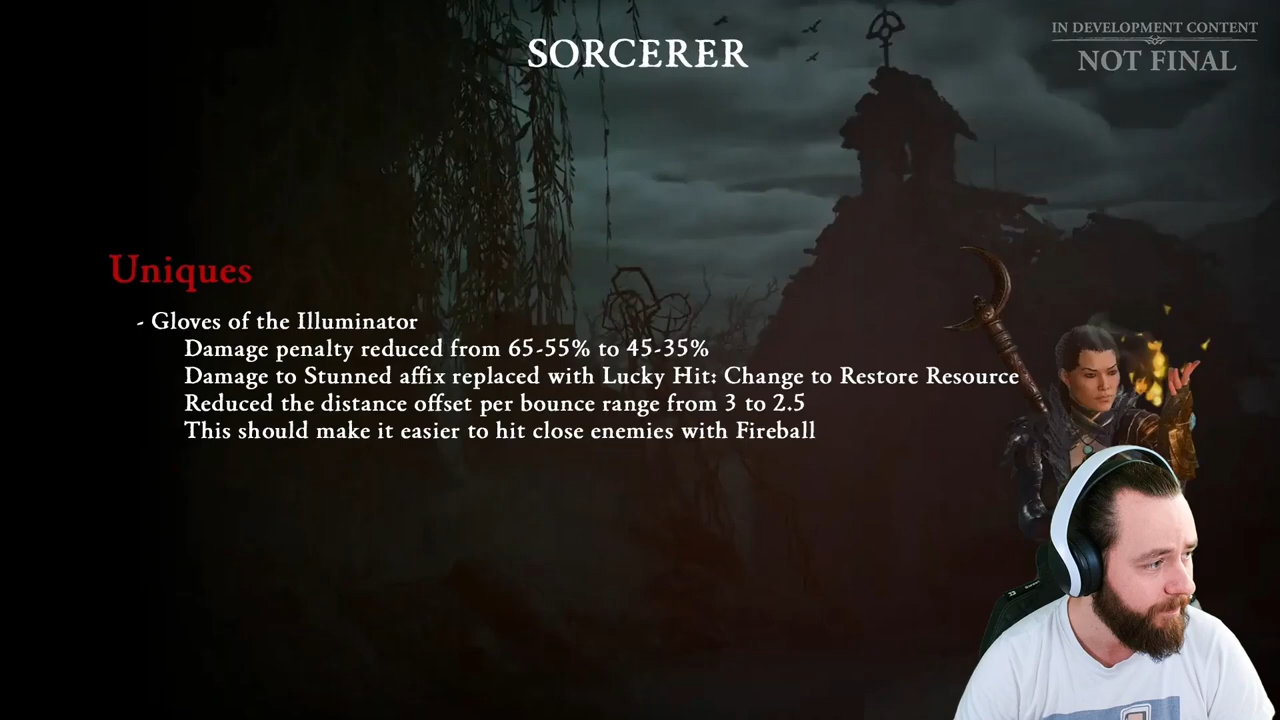 SORCERER
IN DEVELOPMENT CONTENT
NOT FINAL
Uniques
- Gloves of the Illuminator
Damage penalty reduced from 65-55% to 45-35%
Damage to Stunned affix replaced with Lucky Hit: Change to Restore Resource
Reduced the distance offset per bounce range from 3 to 2.5
This should make it easier to hit close enemies with Fireball